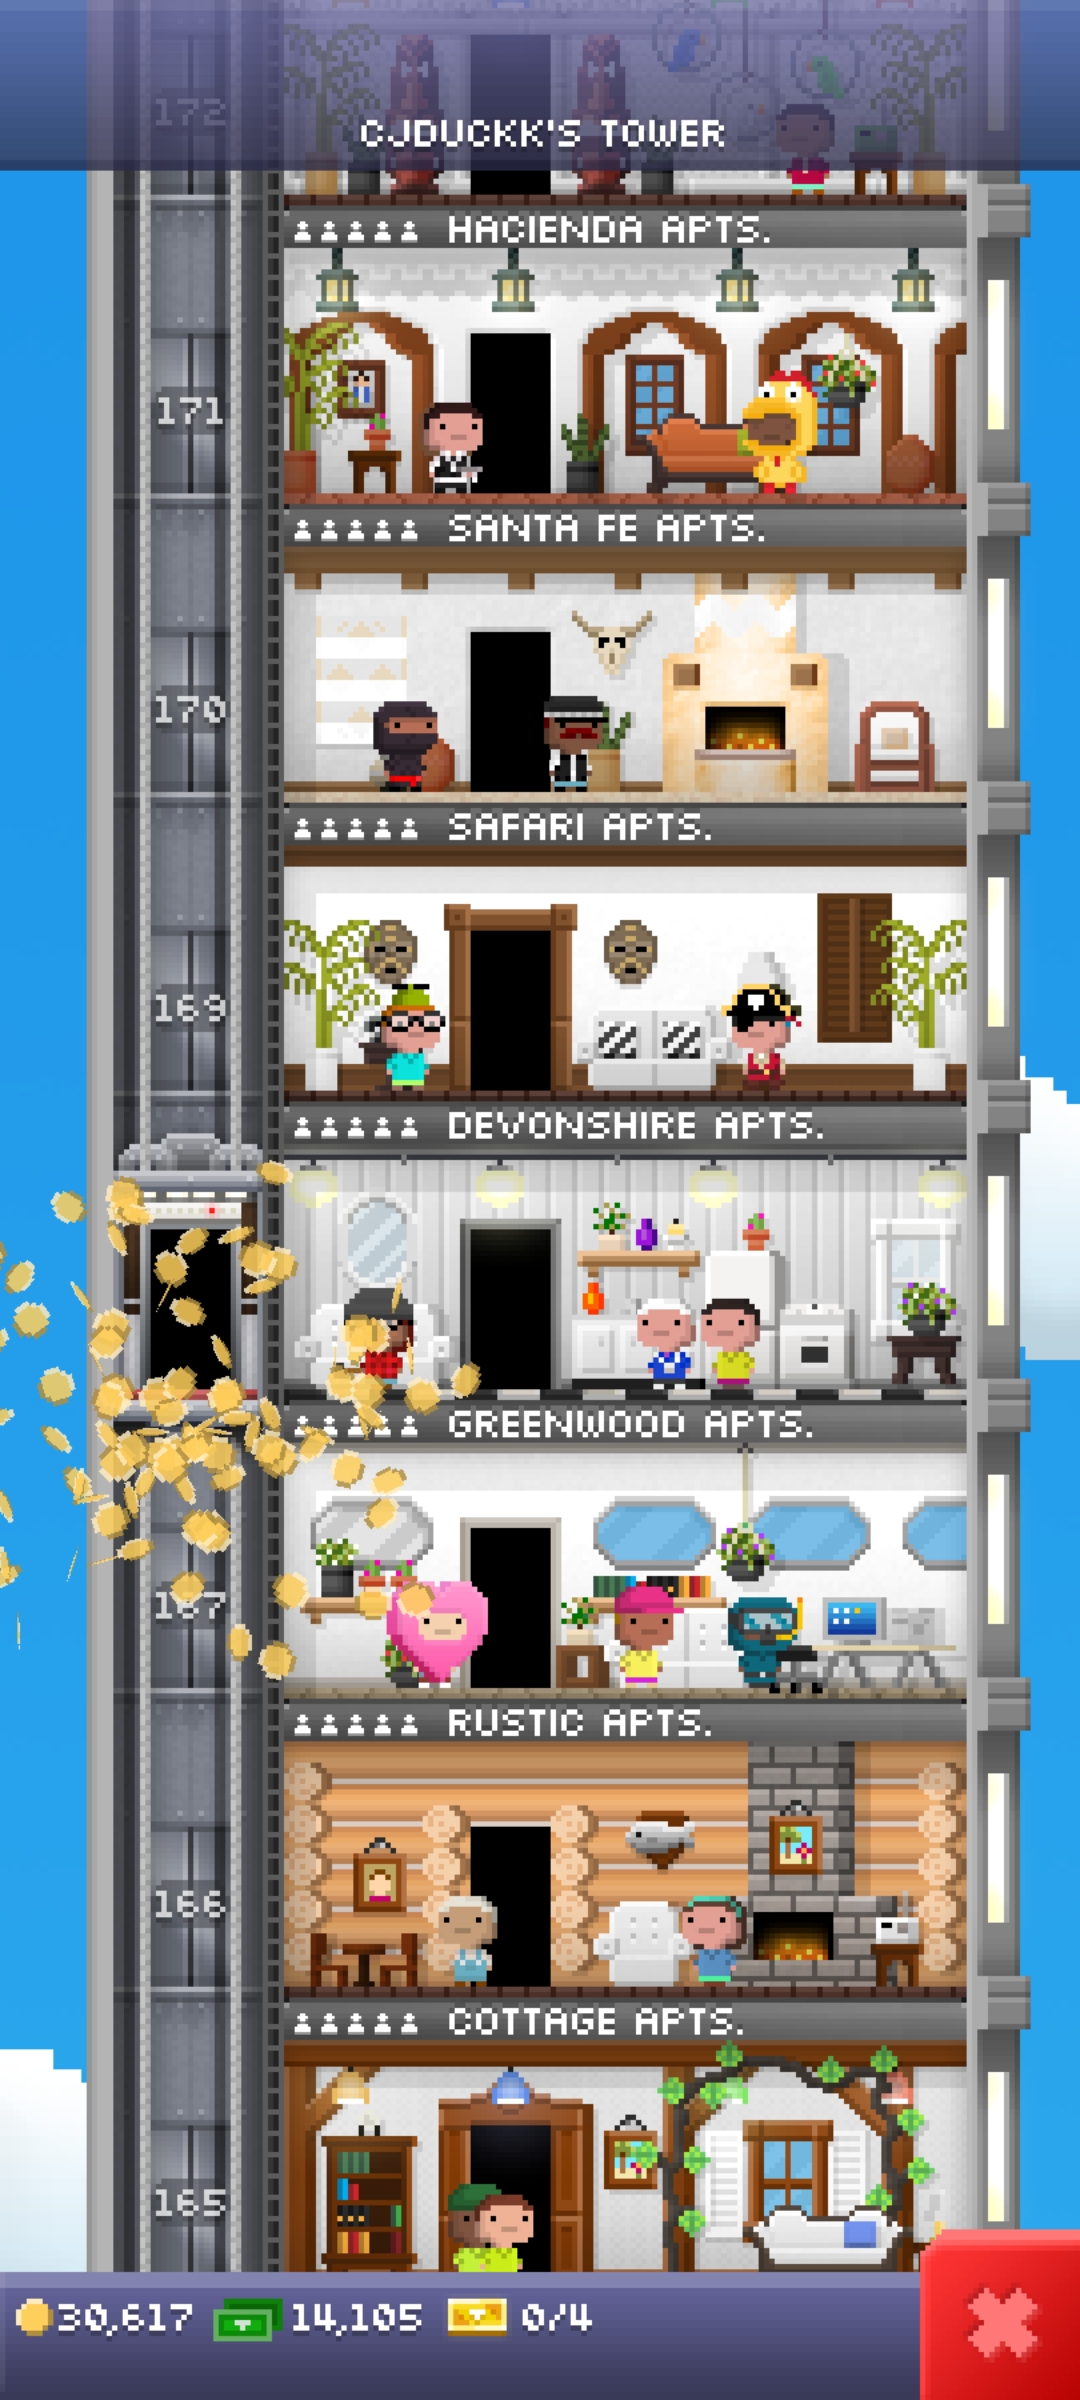 172
CJDUCKK'S TOWER
HACIENDA APTS.
171
SANTA FE APTS.
170
SAFARI APTS.
169
DEVONSHIRE APTS.
GREENWOOD APTS.
167
RUSTIC APTS.
166
COTTAGE APTS.
165
30,617 14,105 0/4